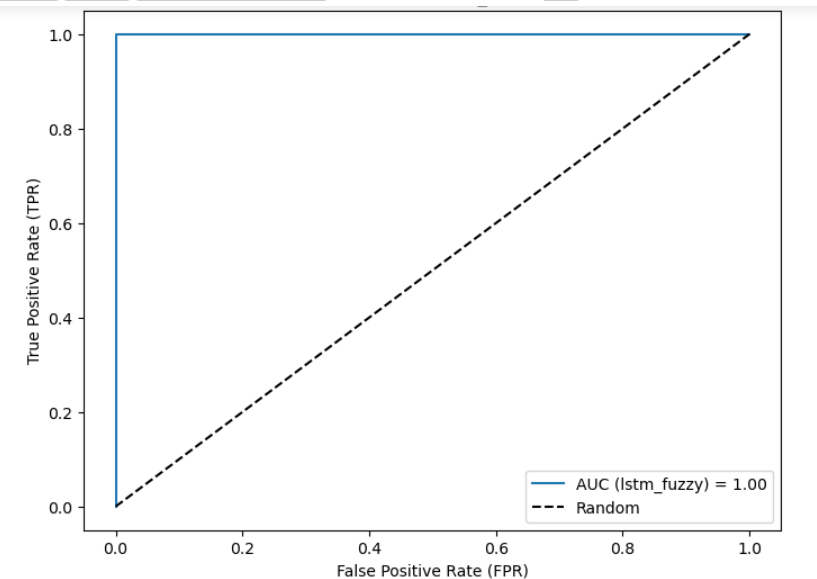 1.0
0.8
0.6
0.4
0.2
0.0
True Positive Rate (TPR)
AUC (lstm_fuzzy) = 1.00
Random
0.0 0.2 0.4 0.6 0.8 1.0
False Positive Rate (FPR)